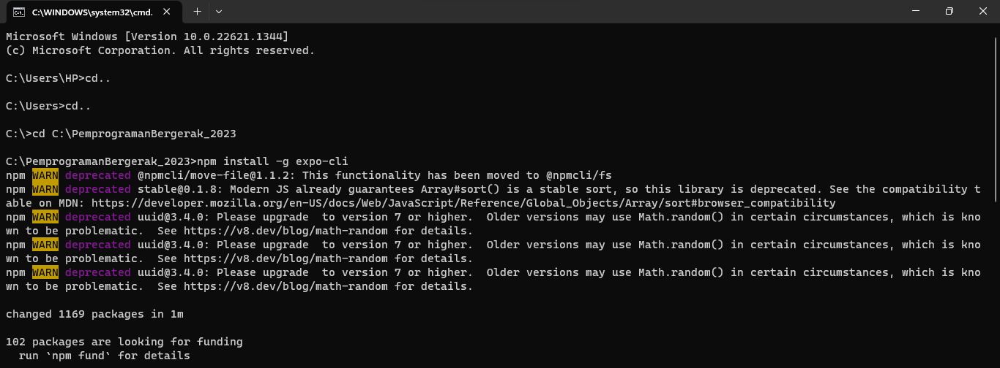 C:\WINDOWS\system32\cmd.
Microsoft Windows [Version 10.0.22621.1344]
(c) Microsoft Corporation. All rights reserved.
C:\Users\HP>cd..
C:\Users>cd..
C:\>cd C:\PemprogramanBergerak_2023
C:\PemprogramanBergerak_2023>npm install -g expo-cli
npm WARN deprecated @npmcli/move-file@1.1.2: This functionality has been moved to @npmcli/fs
npm WARN deprecated stable@0.1.8: Modern JS already guarantees Array#sort() is a stable sort, so this library is deprecated. See the compatibility t
able on MDN: https://developer.mozilla.org/en-US/docs/Web/JavaScript/Reference/Global_Objects/Array/sort#browser_compatibility
npm WARN deprecated uuid@3.4.0: Please upgrade  to version 7 or higher.  Older versions may use Math.random() in certain circumstances, which is kno
wn to be problematic.  See https://v8.dev/blog/math-random for details.
npm WARN deprecated uuid@3.4.0: Please upgrade  to version 7 or higher.  Older versions may use Math.random() in certain circumstances, which is kno
wn to be problematic.  See https://v8.dev/blog/math-random for details.
npm WARN deprecated uuid@3.4.0: Please upgrade  to version 7 or higher.  Older versions may use Math.random() in certain circumstances, which is kno
wn to be problematic.  See https://v8.dev/blog/math-random for details.
changed 1169 packages in 1m
102 packages are looking for funding
  run `npm fund` for details